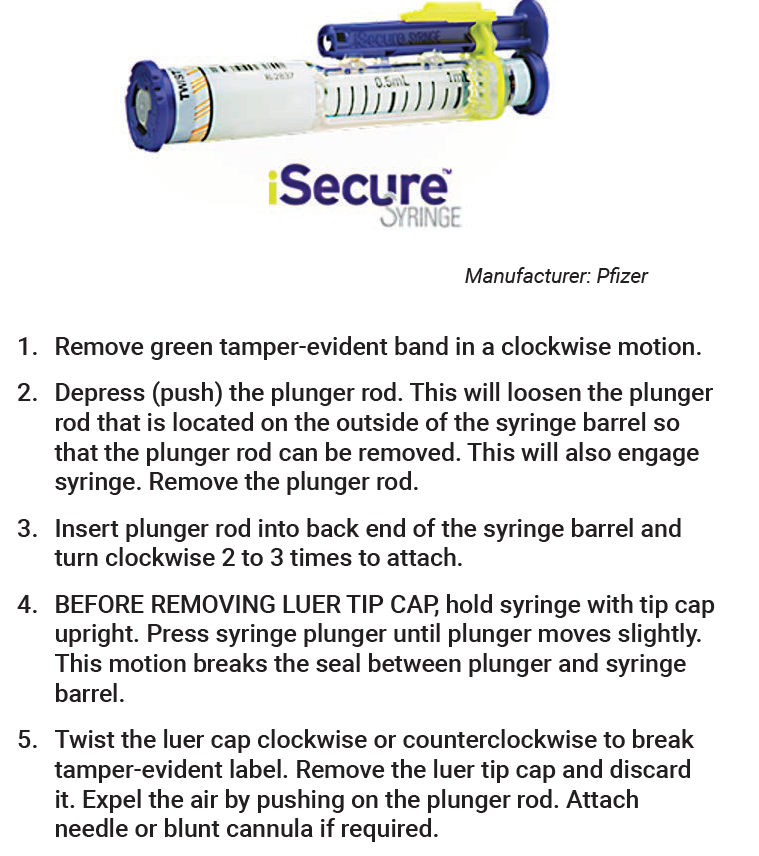 iSecure SYRINGE
TWIST
0.5mL
1mL
iSecure™
SYRINGE
Manufacturer: Pfizer
1. Remove green tamper-evident band in a clockwise motion.
2. Depress (push) the plunger rod. This will loosen the plunger
rod that is located on the outside of the syringe barrel so
that the plunger rod can be removed. This will also engage
syringe. Remove the plunger rod.
3. Insert plunger rod into back end of the syringe barrel and
turn clockwise 2 to 3 times to attach.
4. BEFORE REMOVING LUER TIP CAP, hold syringe with tip cap
upright. Press syringe plunger until plunger moves slightly.
This motion breaks the seal between plunger and syringe
barrel.
5. Twist the luer cap clockwise or counterclockwise to break
tamper-evident label. Remove the luer tip cap and discard
it. Expel the air by pushing on the plunger rod. Attach
needle or blunt cannula if required.